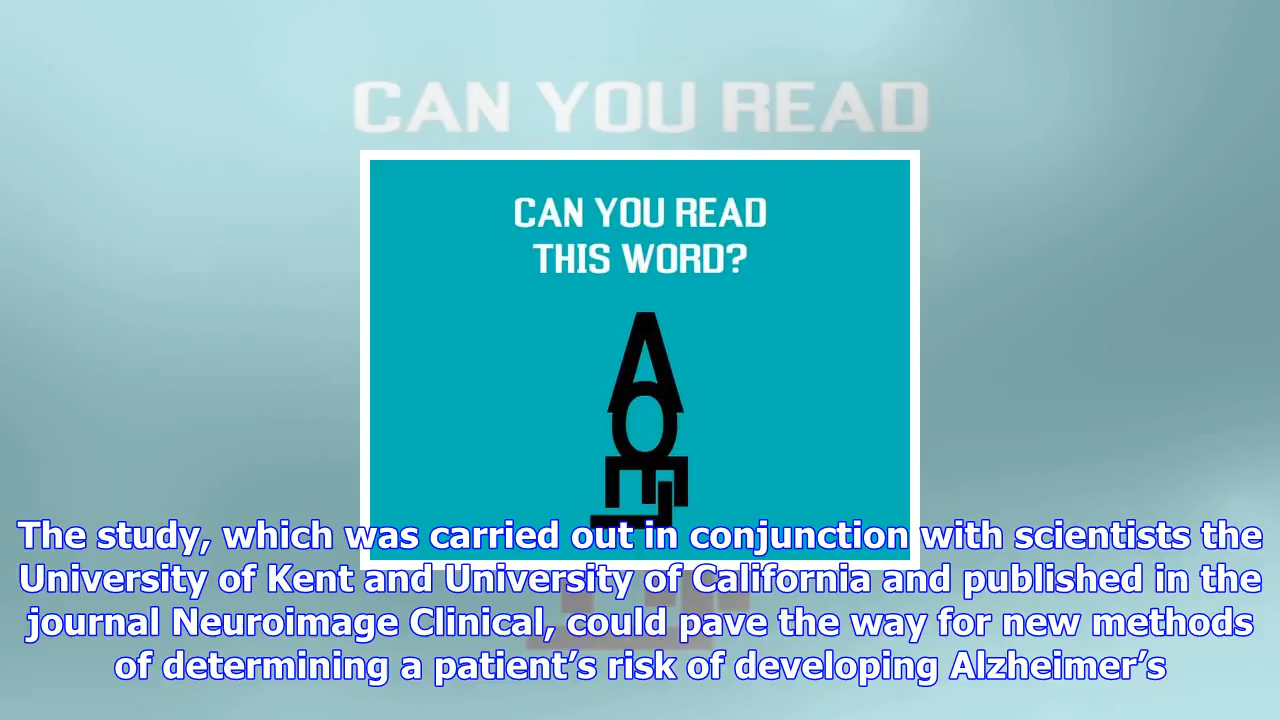 CAN YOU READ
CAN YOU READ
THIS WORD?
The study, which was carried out in conjunction with scientists the
University of Kent and University of California and published in the
journal Neuroimage Clinical, could pave the way for new methods
of determining a patient’s risk of developing Alzheimer’s